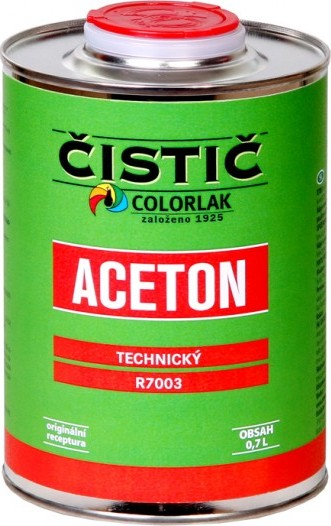 ČISTIČ
COLORLAK
založeno 1925
ACETON
TECHNICKÝ
R7003
originální
receptura
OBSAH
0,7 L